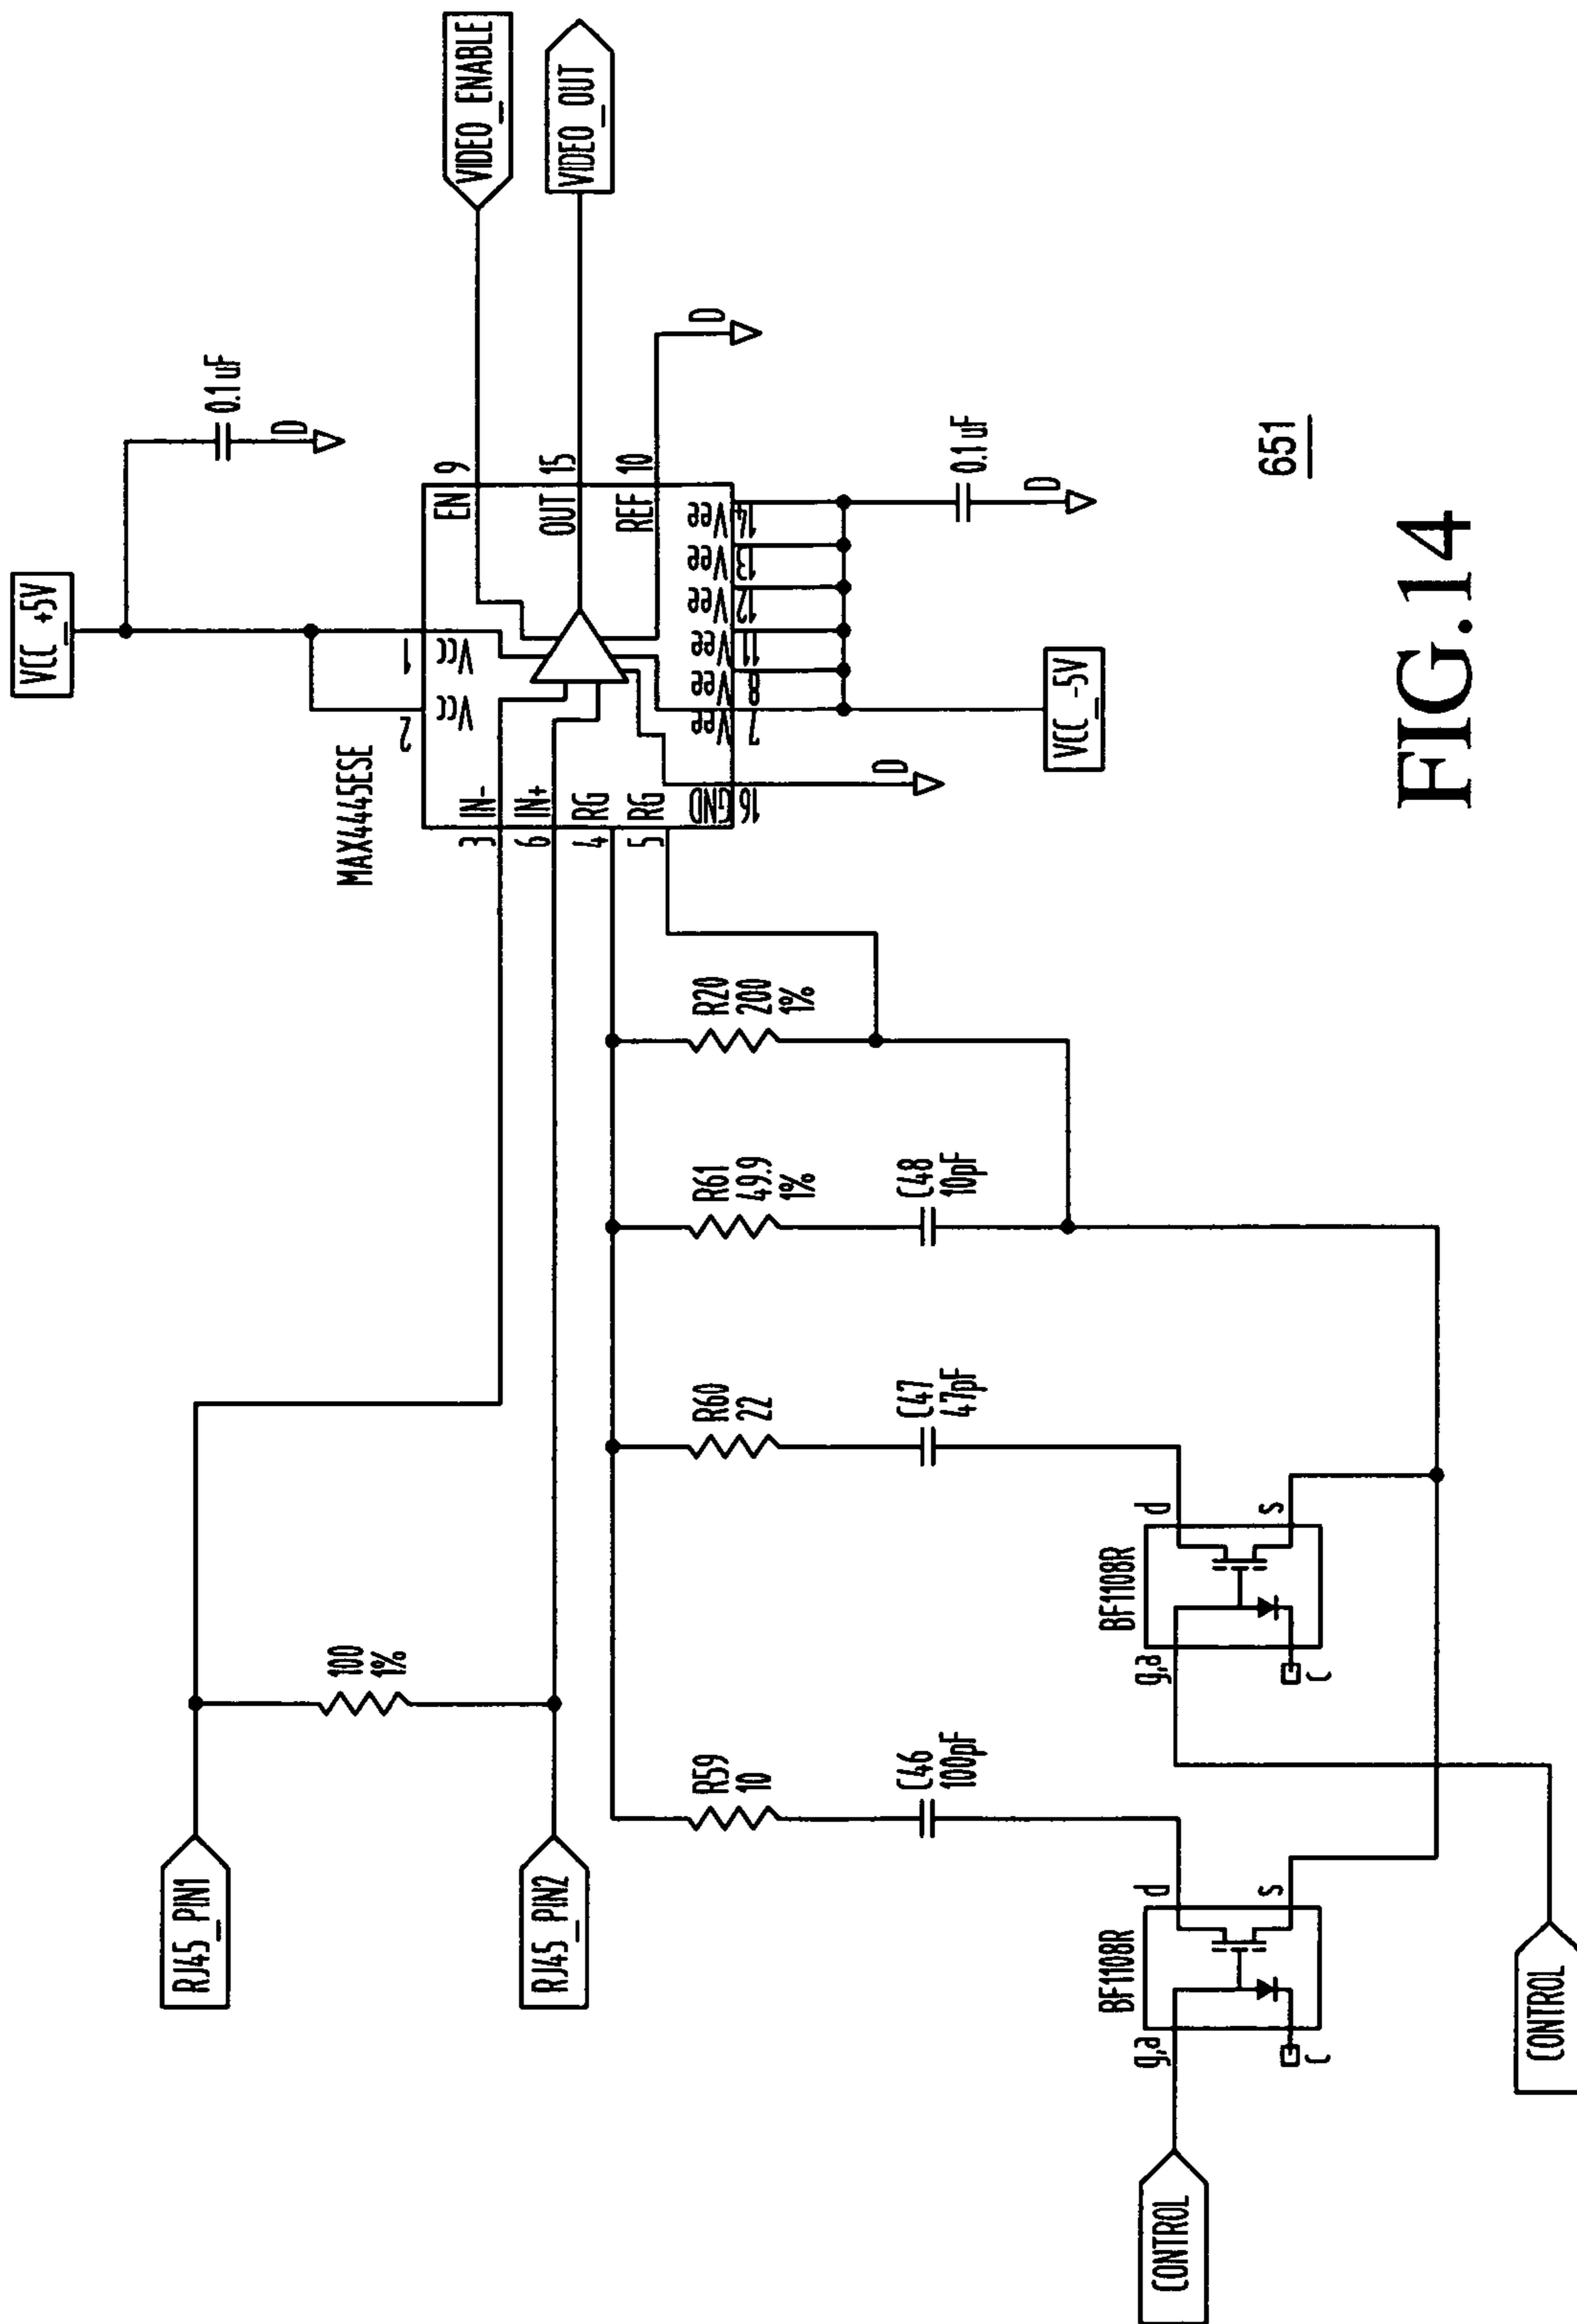 VCC_+5V
0.1uF
D
VIDEO_ENABLE
VIDEO_OUT
MAX4445ESE
2
1
Vcc
Vcc
3
IN-
6
IN+
4
RG
5
RG
EN
9
OUT
15
REF
10
D
16
GND
7
Vee
8
Vee
11
Vee
12
Vee
13
Vee
14
Vee
D
VCC_-5V
0.1uF
D
RJ45_PIN1
RJ45_PIN2
100
1%
R59
10
R60
22
R61
49.9
1%
R20
200
1%
C46
100pF
C47
47pF
C48
10pF
BF1108R
d
s
g,a
c
BF1108R
d
s
g,a
c
CONTROL
CONTROL
651
FIG.14